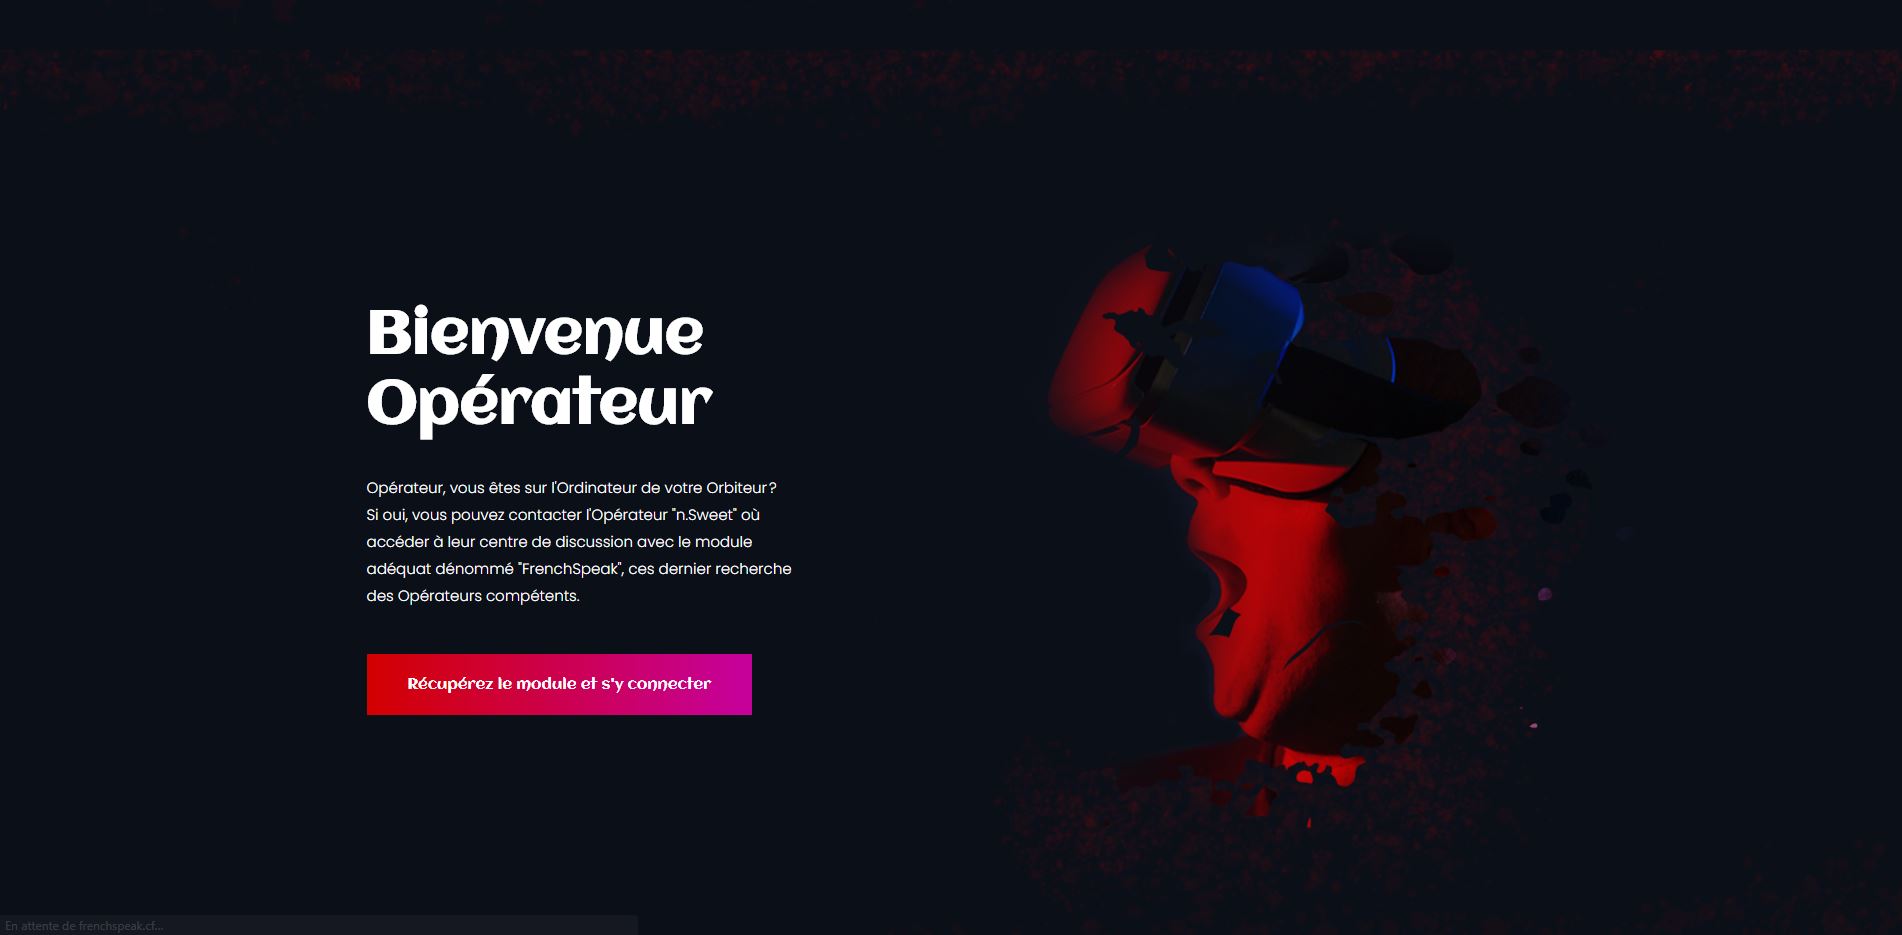 Bienvenue
Opérateur
Opérateur, vous êtes sur l'Ordinateur de votre Orbiteur?
Si oui, vous pouvez contacter l'Opérateur "n.Sweet" où
accéder à leur centre de discussion avec le module
adéquat dénommé "FrenchSpeak", ces dernier recherche
des Opérateurs compétents.
Récupérez le module et s'y connecter
En attente de frenchspeak.cf...